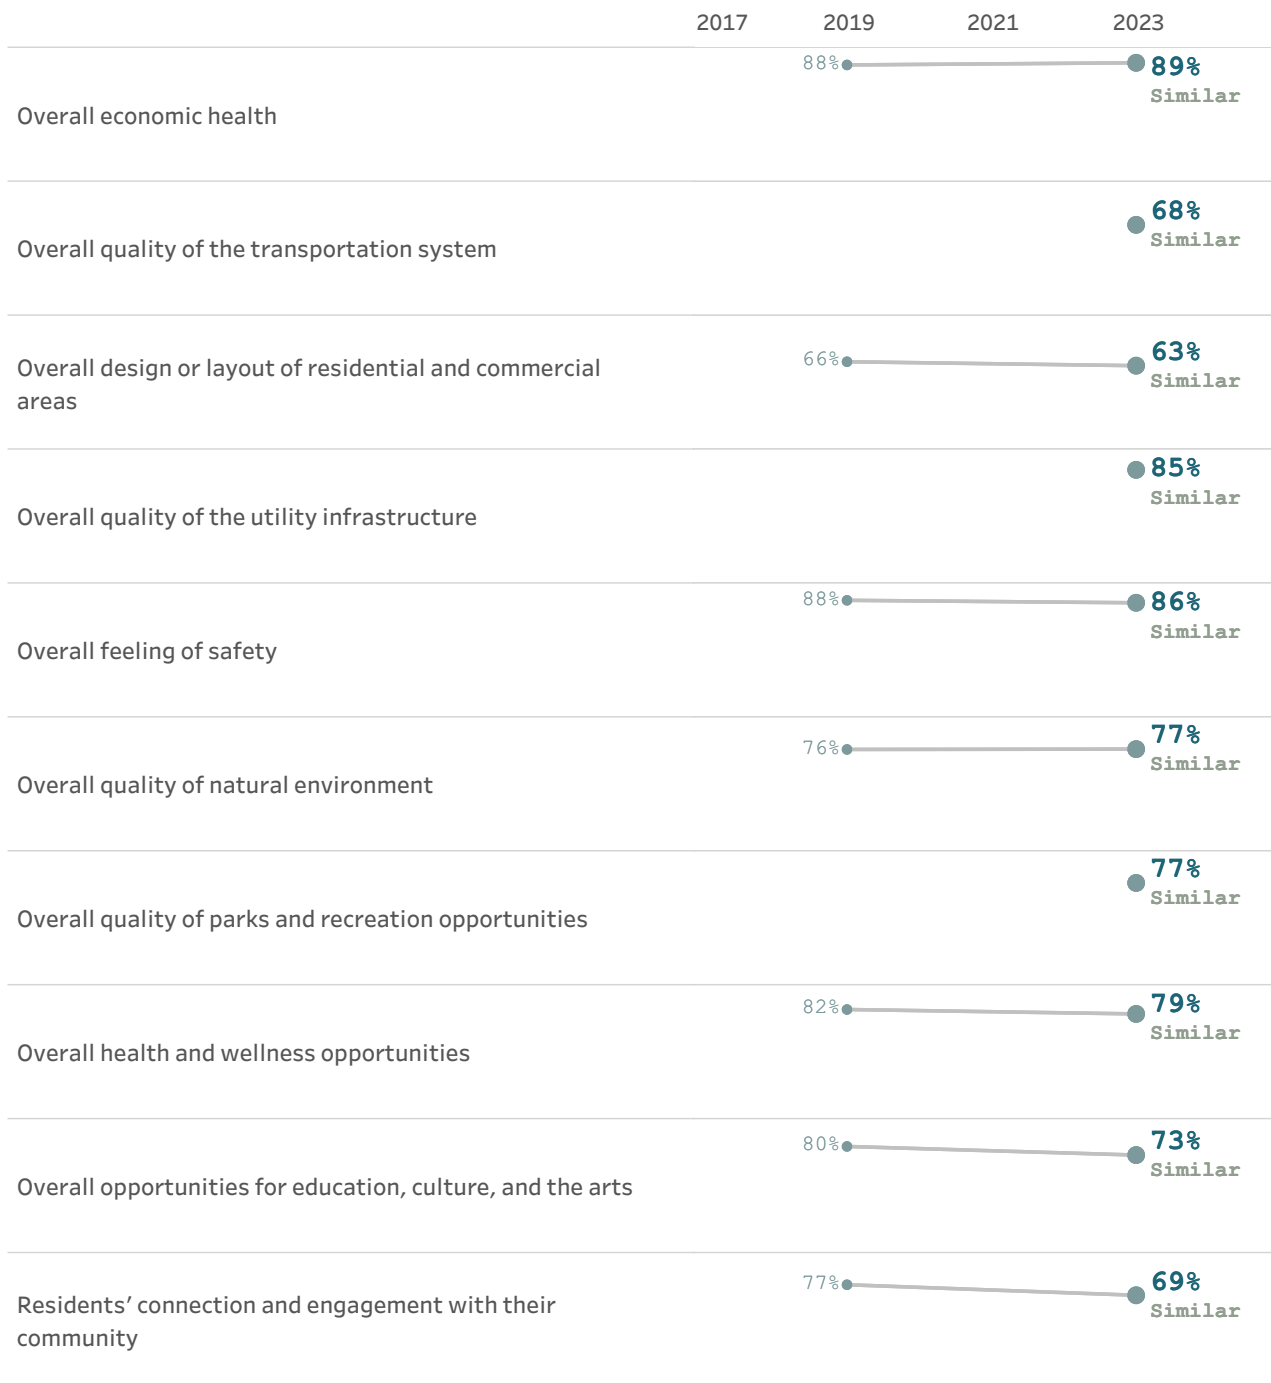 2017 2019 2021 2023
88% 89%
Similar
Overall economic health
68%
Similar
Overall quality of the transportation system
66% 63%
Similar
Overall design or layout of residential and commercial
areas
85%
Similar
Overall quality of the utility infrastructure
88% 86%
Similar
Overall feeling of safety
76% 77%
Similar
Overall quality of natural environment
77%
Similar
Overall quality of parks and recreation opportunities
82% 79%
Similar
Overall health and wellness opportunities
80% 73%
Similar
Overall opportunities for education, culture, and the arts
77% 69%
Similar
Residents’ connection and engagement with their
community